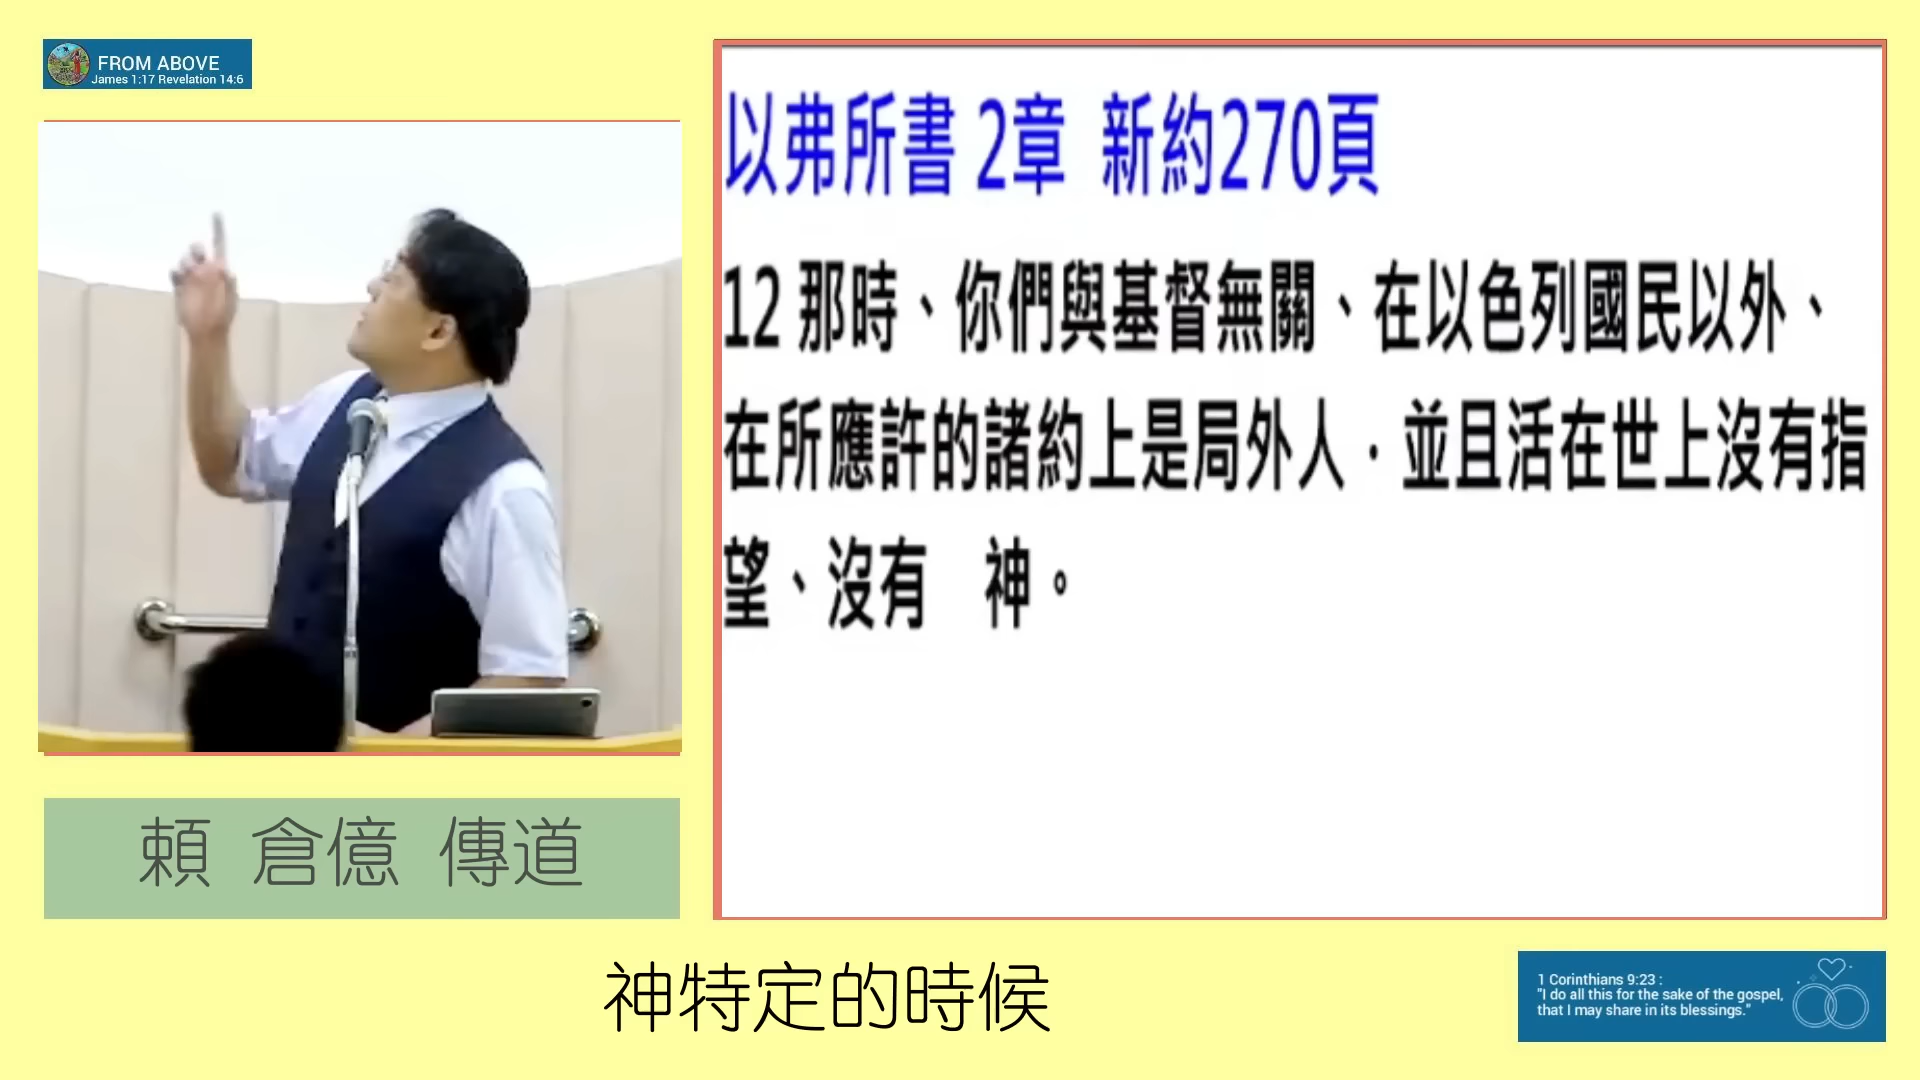 FROM ABOVE
James 1:17 Revelation 14:6
以弗所書 2章 新約270頁
12 那時、你們與基督無關、在以色列國民以外、
在所應許的諸約上是局外人．並且活在世上沒有指
望、沒有　神。
賴 倉億 傳道
神特定的時候
1 Corinthians 9:23 :
"I do all this for the sake of the gospel,
that I may share in its blessings."